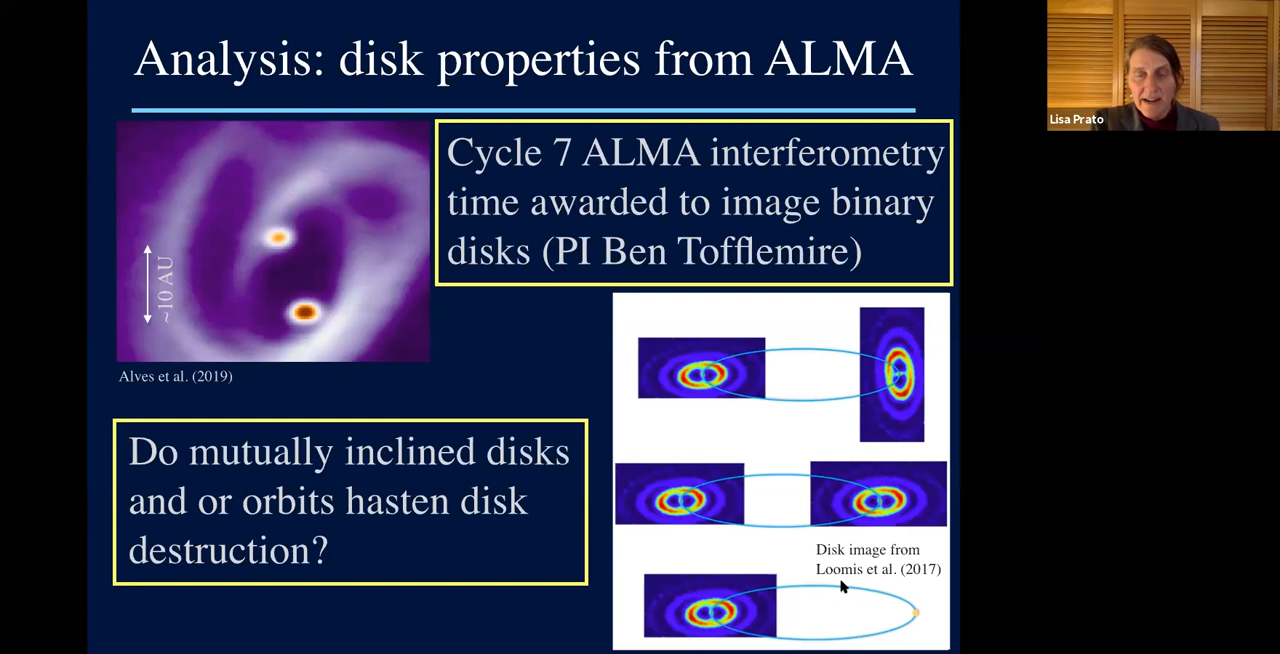 Analysis: disk properties from ALMA
Lisa Prato
Cycle 7 ALMA interferometry
time awarded to image binary
disks (PI Ben Tofflemire)
~10 AU
Alves et al. (2019)
Do mutually inclined disks
and or orbits hasten disk
destruction?
Disk image from
Loomis et al. (2017)